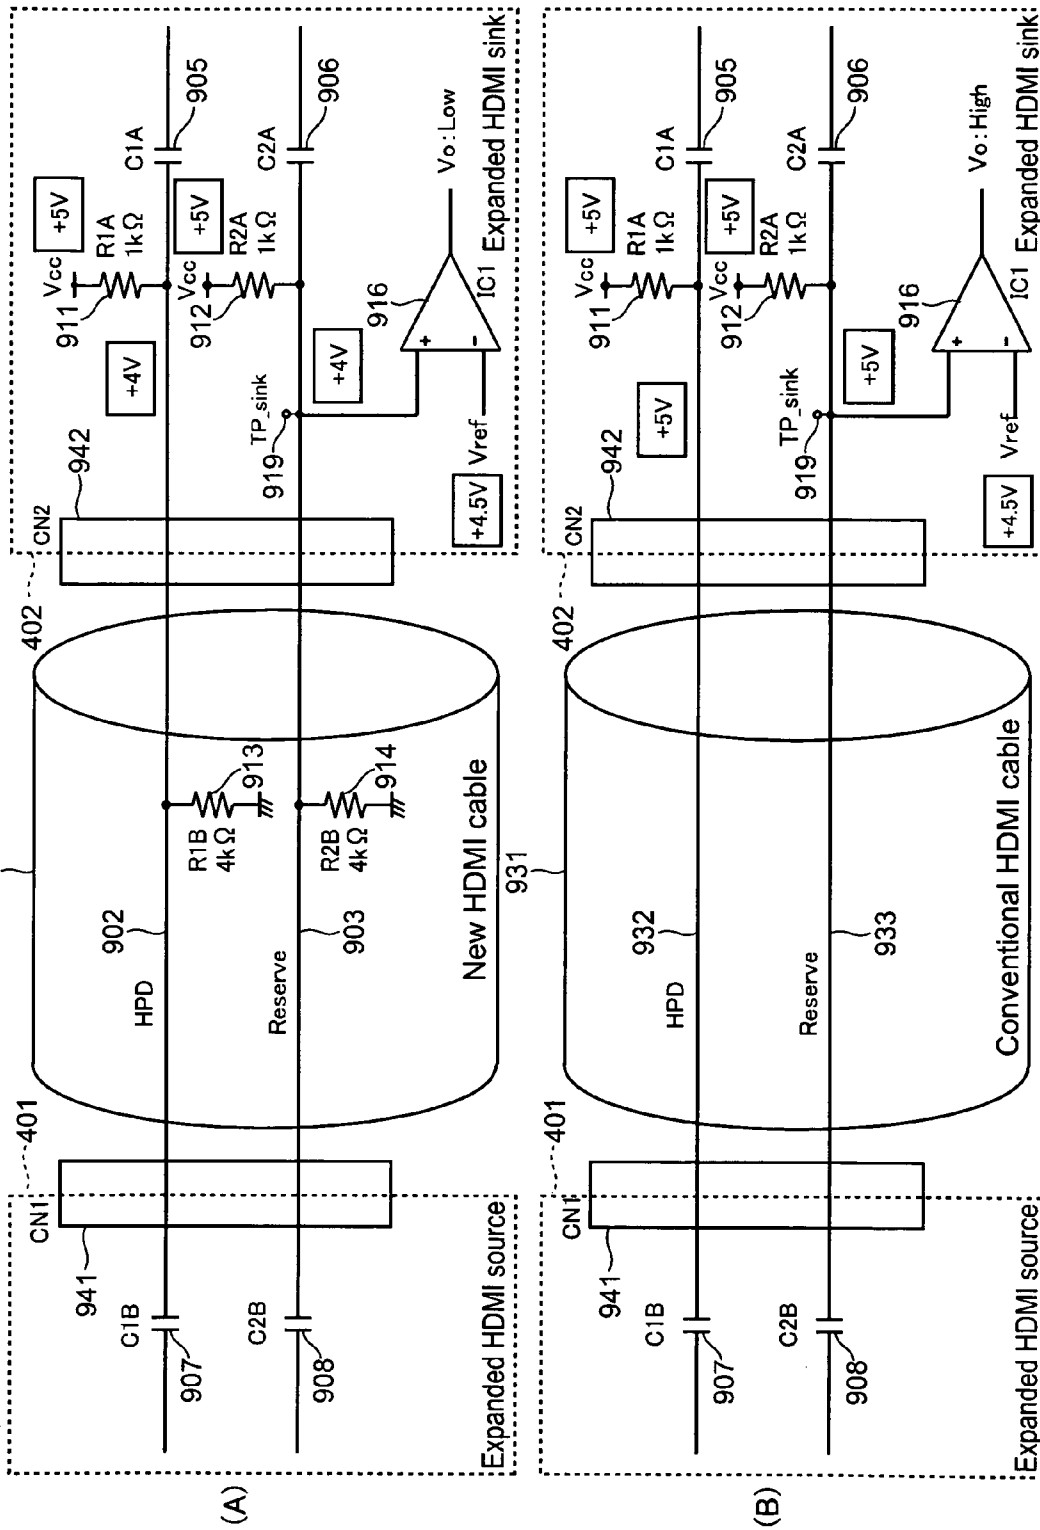 (A)
Expanded HDMI source
941
CN1
401
C1B
907
C2B
908
HPD
902
Reserve
903
R1B
4kΩ
913
R2B
4kΩ
914
New HDMI cable
402
CN2
942
TP_sink
919
+4V
+4V
911
Vcc
+5V
R1A
1kΩ
912
Vcc
+5V
R2A
1kΩ
C1A
905
C2A
906
+4.5V
Vref
+
-
916
IC1
Vo:Low
Expanded HDMI sink
(B)
Expanded HDMI source
941
CN1
401
C1B
907
C2B
908
931
HPD
932
Reserve
933
Conventional HDMI cable
402
CN2
942
TP_sink
919
+5V
+5V
911
Vcc
+5V
R1A
1kΩ
912
Vcc
+5V
R2A
1kΩ
C1A
905
C2A
906
+4.5V
Vref
+
-
916
IC1
Vo:High
Expanded HDMI sink